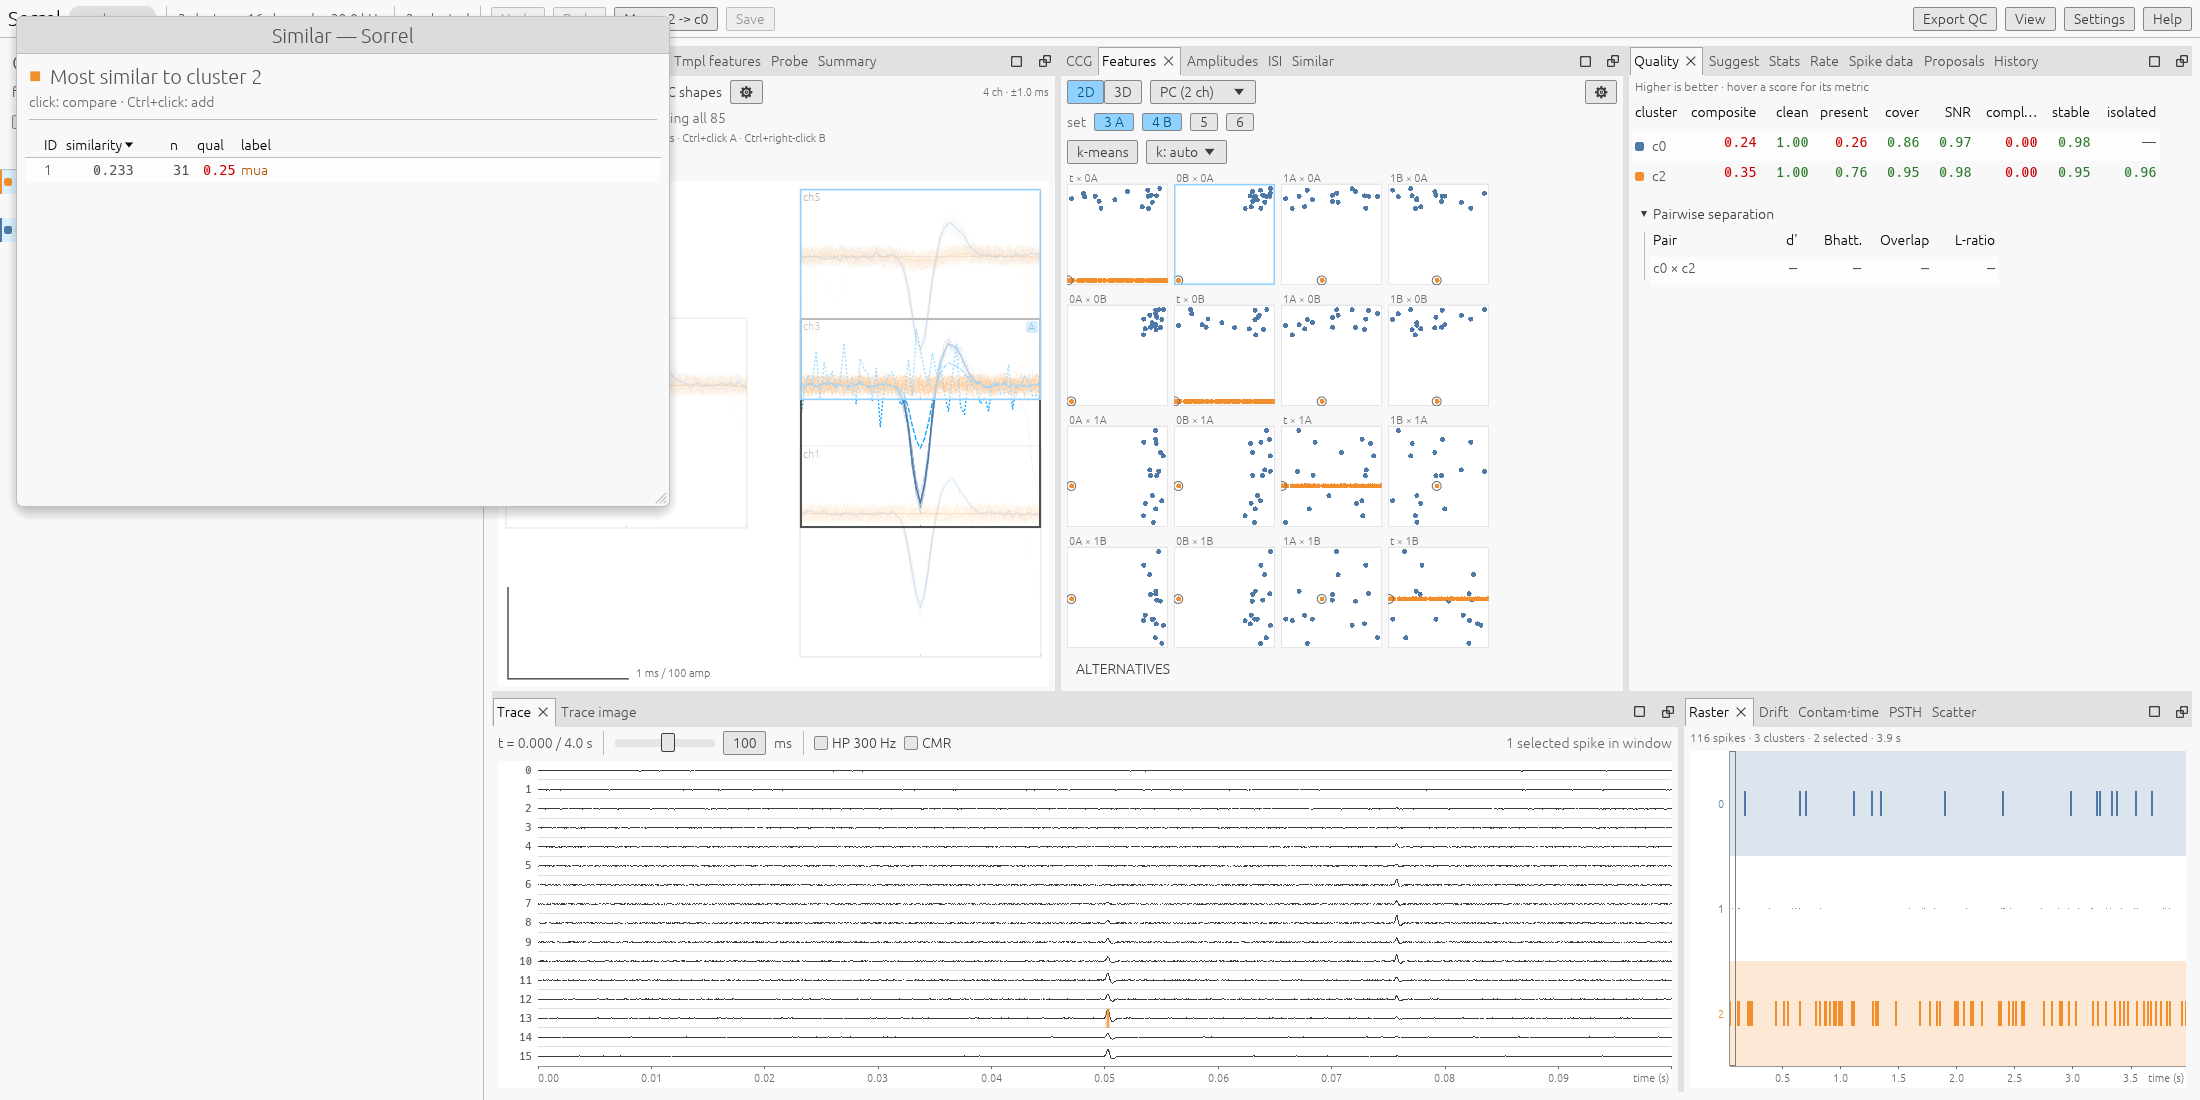 -> c0
Save
Export QC
View
Settings
Help
Similar — Sorrel
Most similar to cluster 2
click: compare · Ctrl+click: add
ID similarity▾ n qual label
1 0.233 31 0.25 mua
Tmpl features Probe Summary
shapes
4 ch · ±1.0 ms
all 85
· Ctrl+click A · Ctrl+right-click B
ch5
ch3
A
ch1
1 ms / 100 amp
CCG Features Amplitudes ISI Similar
2D 3D PC (2 ch)
set 3 A 4 B 5 6
k-means k: auto
t × 0A 0B × 0A 1A × 0A 1B × 0A
0A × 0B t × 0B 1A × 0B 1B × 0B
0A × 1A 0B × 1A t × 1A 1B × 1A
0A × 1B 0B × 1B 1A × 1B t × 1B
ALTERNATIVES
Quality Suggest Stats Rate Spike data Proposals History
Higher is better · hover a score for its metric
cluster composite clean present cover SNR compl… stable isolated
c0 0.24 1.00 0.26 0.86 0.97 0.00 0.98 —
c2 0.35 1.00 0.76 0.95 0.98 0.00 0.95 0.96
▾ Pairwise separation
Pair d' Bhatt. Overlap L-ratio
c0 × c2 – – – –
Trace Trace image
t = 0.000 / 4.0 s 100 ms HP 300 Hz CMR 1 selected spike in window
0
1
2
3
4
5
6
7
8
9
10
11
12
13
14
15
0.00 0.01 0.02 0.03 0.04 0.05 0.06 0.07 0.08 0.09 time (s)
Raster Drift Contam·time PSTH Scatter
116 spikes · 3 clusters · 2 selected · 3.9 s
0
1
2
0.5 1.0 1.5 2.0 2.5 3.0 3.5 time (s)